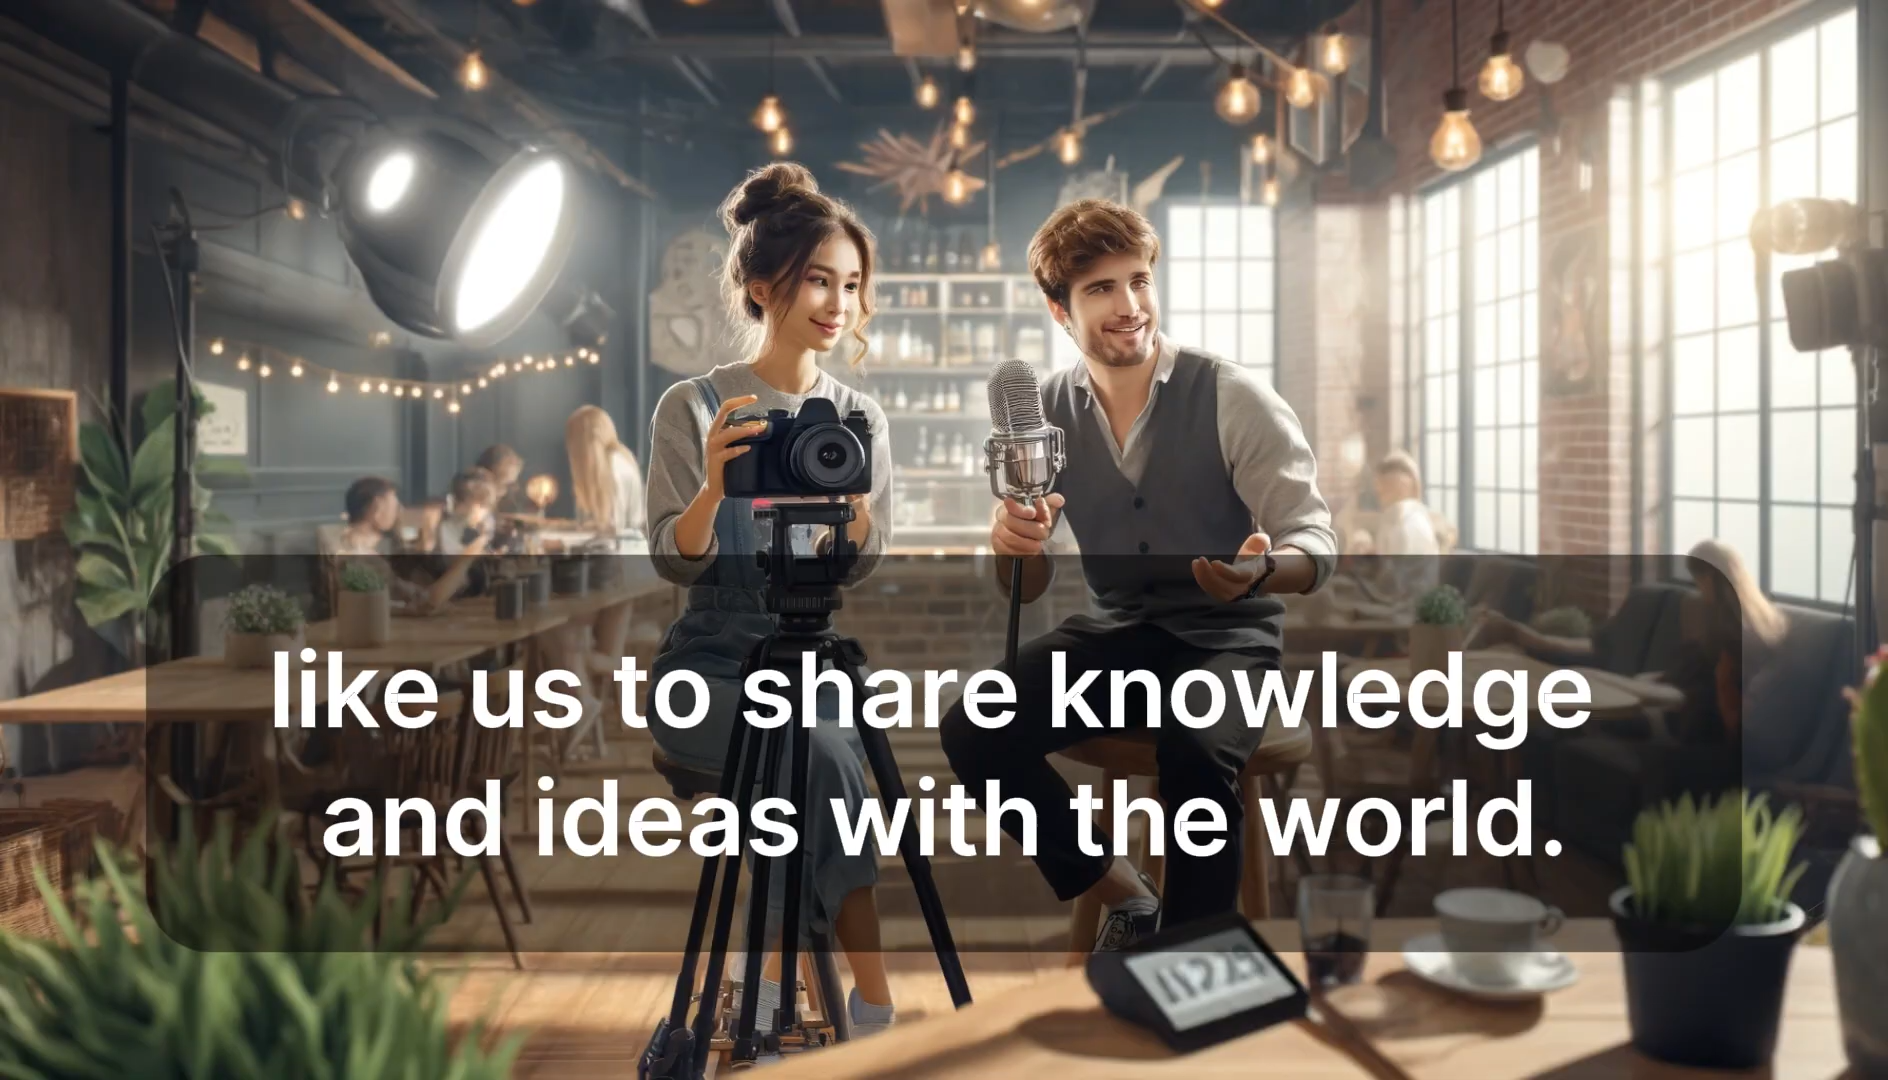 like us to share knowledge
and ideas with the world.